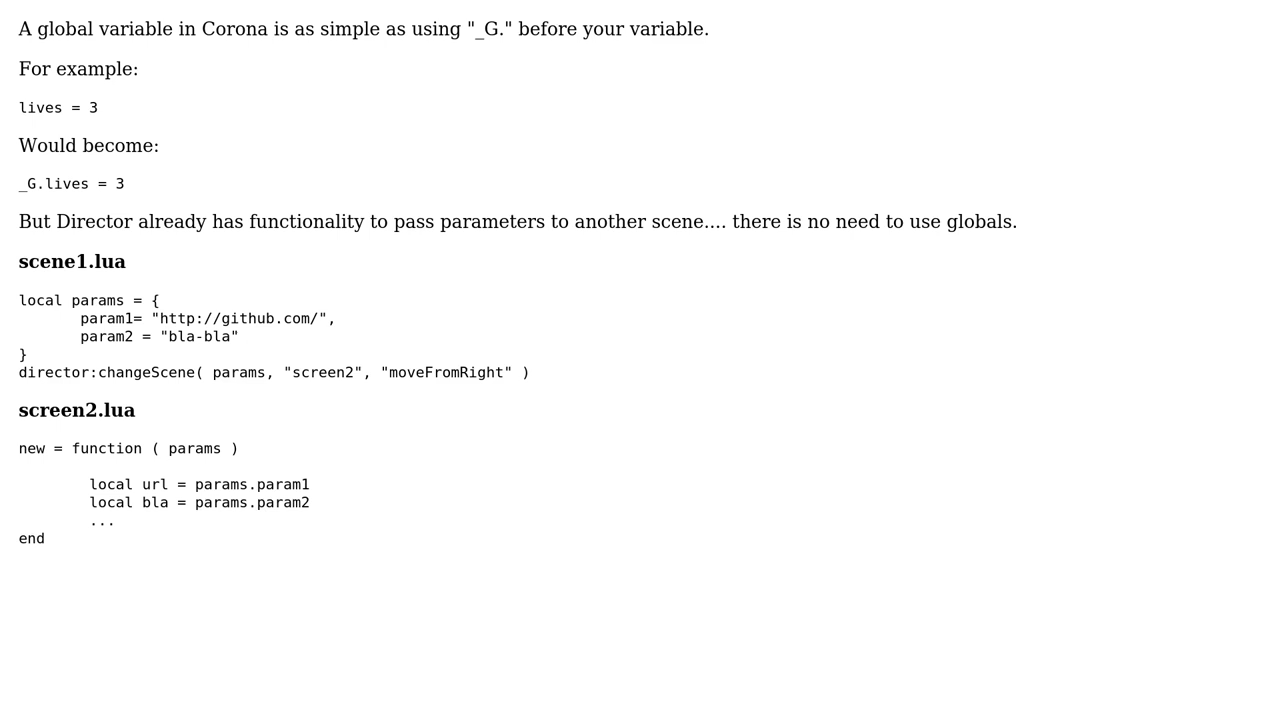 A global variable in Corona is as simple as using "_G." before your variable.
For example:
lives = 3
Would become:
_G.lives = 3
But Director already has functionality to pass parameters to another scene.... there is no need to use globals.
scene1.lua
local params = {
       param1= "http://github.com/",
       param2 = "bla-bla"
}
director:changeScene( params, "screen2", "moveFromRight" )
screen2.lua
new = function ( params )
        local url = params.param1
        local bla = params.param2
        ...
end